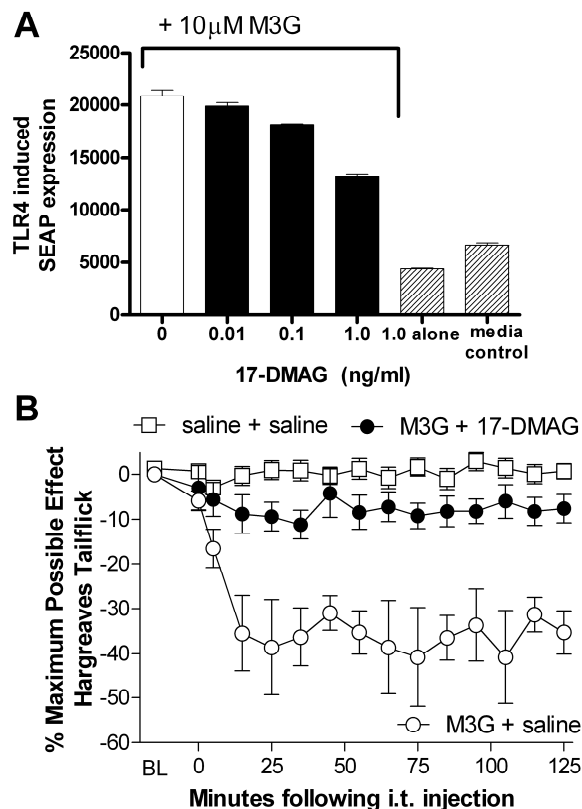 A
+ 10μM M3G
TLR4 induced
SEAP expression
25000
20000
15000
10000
5000
0
0 0.01 0.1 1.0 1.0 alone media
control
17-DMAG (ng/ml)
B
saline + saline M3G + 17-DMAG
% Maximum Possible Effect
Hargreaves Tailflick
0
-10
-20
-30
-40
-50
-60
M3G + saline
BL 0 25 50 75 100 125
Minutes following i.t. injection